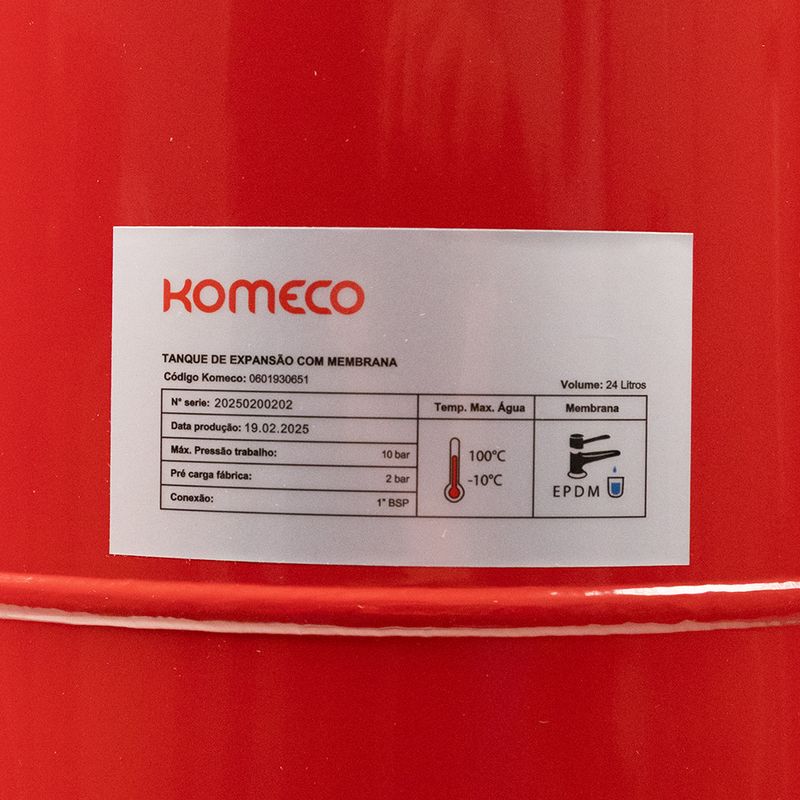 KOMECO
TANQUE DE EXPANSÃO COM MEMBRANA
Código Komeco: 0601930651
Volume: 24 Litros
N° serie: 20250200202
Temp. Max. Água
Membrana
Data produção: 19.02.2025
Máx. Pressão trabalho: 10 bar
100°C
Pré carga fábrica: 2 bar
-10°C
EPDM
Conexão: 1" BSP